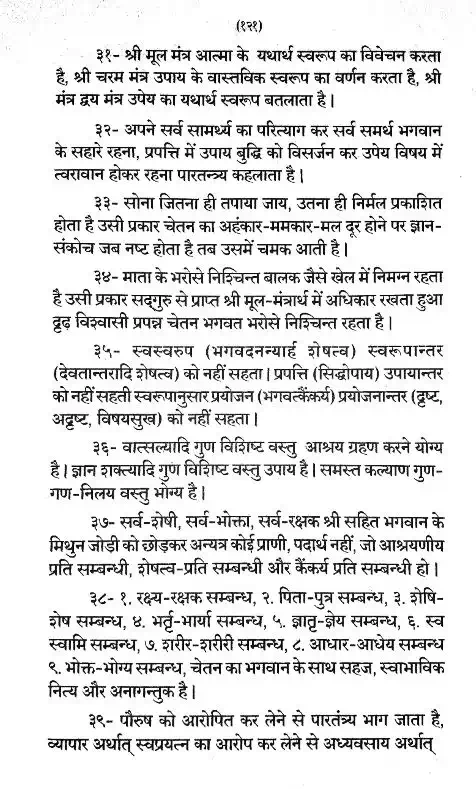 (१२१)
३१- श्री मूल मंत्र आत्मा के यथार्थ स्वरूप का विवेचन करता
है, श्री चरम मंत्र उपाय के वास्तविक स्वरूप का वर्णन करता है, श्री
मंत्र द्वय मंत्र उपेय का यथार्थ स्वरूप बतलाता है।
३२- अपने सर्व सामर्थ्य का परित्याग कर सर्व समर्थ भगवान
के सहारे रहना, प्रपत्ति में उपाय बुद्धि को विसर्जन कर उपेय विषय में
त्वरावान होकर रहना पारतन्त्र्य कहलाता है।
३३- सोना जितना ही तपाया जाय, उतना ही निर्मल प्रकाशित
होता है उसी प्रकार चेतन का अहंकार-ममकार-मल दूर होने पर ज्ञान-
संकोच जब नष्ट होता है तब उसमें चमक आती है।
३४- माता के भरोसे निश्चिन्त बालक जैसे खेल में निमग्न रहता
है उसी प्रकार सद्‌गुरु से प्राप्त श्री मूल-मंत्रार्थ में अधिकार रखता हुआ
दृढ़ विश्वासी प्रपन्न चेतन भगवत भरोसे निश्चिन्त रहता है।
३५- स्वस्वरुप (भगवदनन्यार्ह शेषत्व) स्वरूपान्तर
(देवतान्तरादि शेषत्व) को नहीं सहता। प्रपत्ति (सिद्धोपाय) उपायान्तर
को नहीं सहती स्वरूपानुसार प्रयोजन (भगवत्कैंकर्य) प्रयोजनान्तर (दृष्ट,
अदृष्ट, विषयसुख) को नहीं सहता।
३६- वात्सल्यादि गुण विशिष्ट वस्तु आश्रय ग्रहण करने योग्य
है। ज्ञान शक्त्यादि गुण विशिष्ट वस्तु उपाय है। समस्त कल्याण गुण-
गण-निलय वस्तु भोग्य है।
३७- सर्व-शेषी, सर्व-भोक्ता, सर्व-रक्षक श्री सहित भगवान के
मिथुन जोड़ी को छोड़कर अन्यत्र कोई प्राणी, पदार्थ नहीं, जो आश्रयणीय
प्रति सम्बन्धी, शेषत्व-प्रति सम्बन्धी और कैंकर्य प्रति सम्बन्धी हो।
३८- १. रक्ष्य-रक्षक सम्बन्ध, २. पिता-पुत्र सम्बन्ध, ३. शेषि-
शेष सम्बन्ध, ४. भर्तृ-भार्या सम्बन्ध, ५. ज्ञातृ-ज्ञेय सम्बन्ध, ६. स्व
स्वामि सम्बन्ध, ७. शरीर-शरीरी सम्बन्ध, ८. आधार-आधेय सम्बन्ध
९. भोक्त-भोग्य सम्बन्ध, चेतन का भगवान के साथ सहज, स्वाभाविक
नित्य और अनागन्तुक है।
३९- पौरुष को आरोपित कर लेने से पारतंत्र्य भाग जाता है,
व्यापार अर्थात् स्वप्रयत्न का आरोप कर लेने से अध्यवसाय अर्थात्